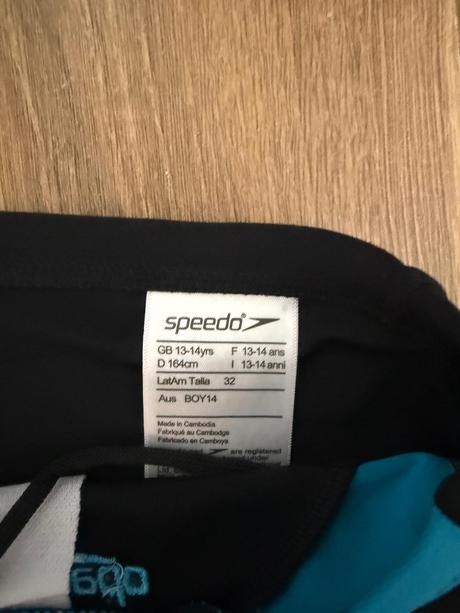 speedo
GB 13-14yrs F 13-14 ans
D 164cm I 13-14 anni
LatAm Talla 32
Aus BOY14
Made in Cambodia
Fabriqué au Cambodge
Fabricado en Camboya
are registered